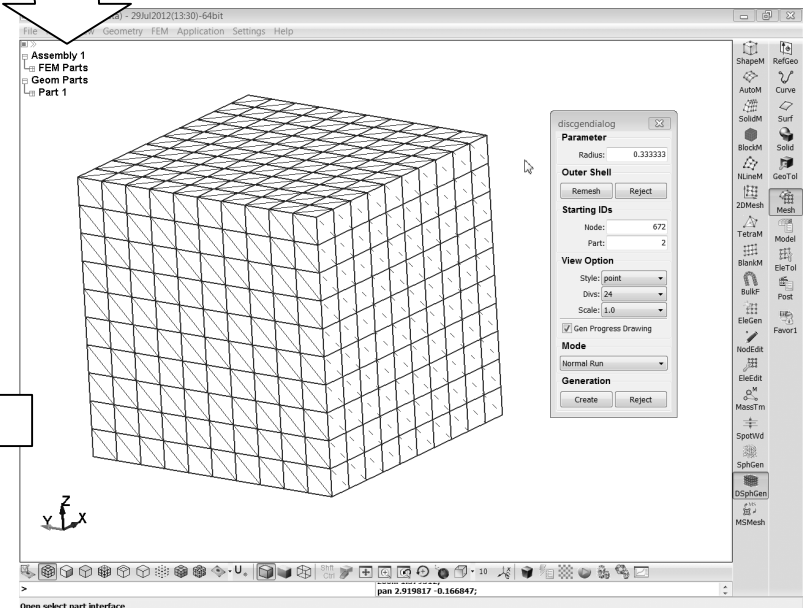 a) - 29Jul2012(13:30)-64bit
File Geometry FEM Application Settings Help
Assembly 1
FEM Parts
Geom Parts
Part 1
Z
Y
X
discgendialog
Parameter
Radius: 0.333333
Outer Shell
Remesh Reject
Starting IDs
Node: 672
Part: 2
View Option
Style: point
Divs: 24
Scale: 1.0
Gen Progress Drawing
Mode
Normal Run
Generation
Create Reject
ShapeM RefGeo
AutoM Curve
SolidM Surf
BlockM Solid
NLineM GeoTol
2DMesh Mesh
TetraM Model
BlankM EleTol
BulkF Post
EleGen Favor1
NodEdit
EleEdit
MassTm
SpotWd
SphGen
DSphGen
MSMesh
10
>
pan 2.919817 -0.166847;
Open select part interface